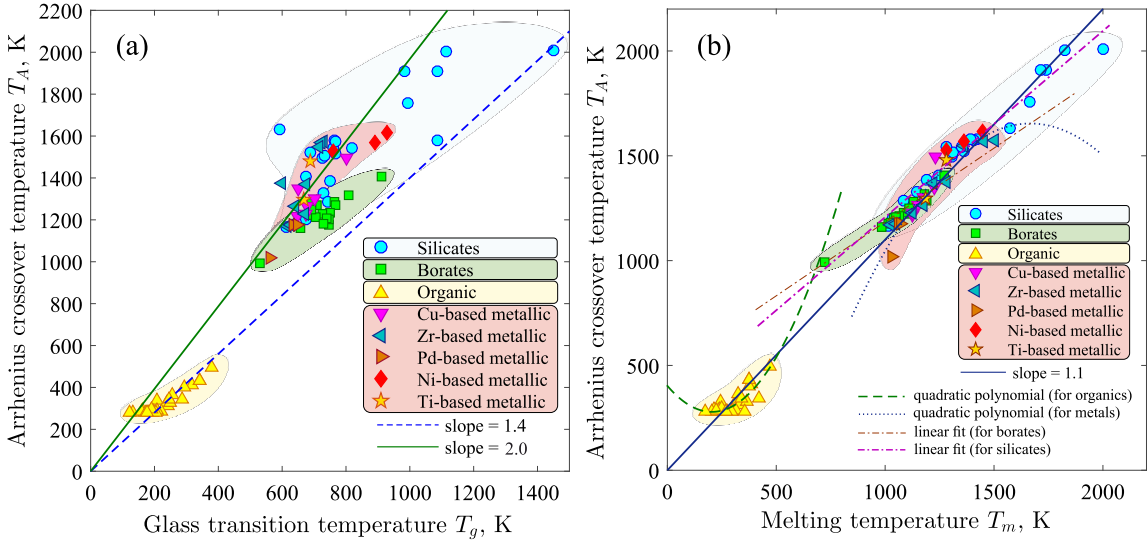 (a)
Arrhenius crossover temperature T_A, K
2200
2000
1800
1600
1400
1200
1000
800
600
400
200
0
0 200 400 600 800 1000 1200 1400
Glass transition temperature T_g, K
Silicates
Borates
Organic
Cu-based metallic
Zr-based metallic
Pd-based metallic
Ni-based metallic
Ti-based metallic
slope = 1.4
slope = 2.0
(b)
Arrhenius crossover temperature T_A, K
2000
1500
1000
500
0
0 500 1000 1500 2000
Melting temperature T_m, K
Silicates
Borates
Organic
Cu-based metallic
Zr-based metallic
Pd-based metallic
Ni-based metallic
Ti-based metallic
slope = 1.1
quadratic polynomial (for organics)
quadratic polynomial (for metals)
linear fit (for borates)
linear fit (for silicates)